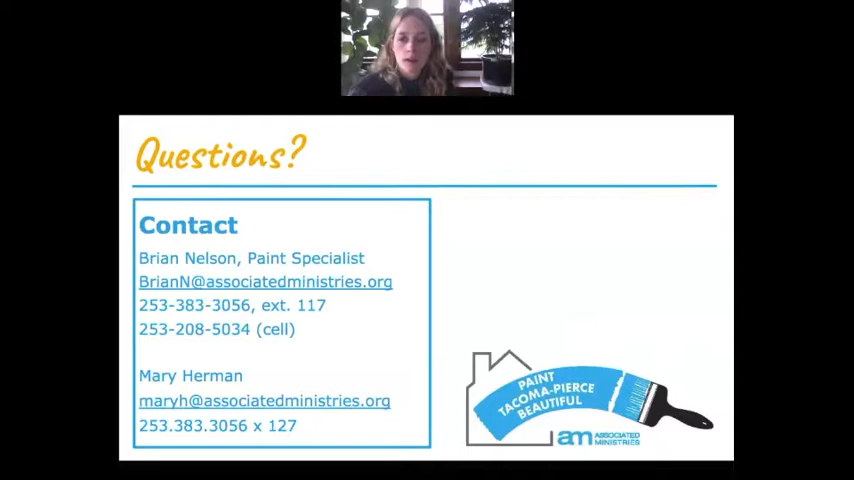 Questions?
Contact
Brian Nelson, Paint Specialist
BrianN@associatedministries.org
253-383-3056, ext. 117
253-208-5034 (cell)
Mary Herman
maryh@associatedministries.org
253.383.3056 x 127
PAINT
TACOMA-PIERCE
BEAUTIFUL
am ASSOCIATED
MINISTRIES